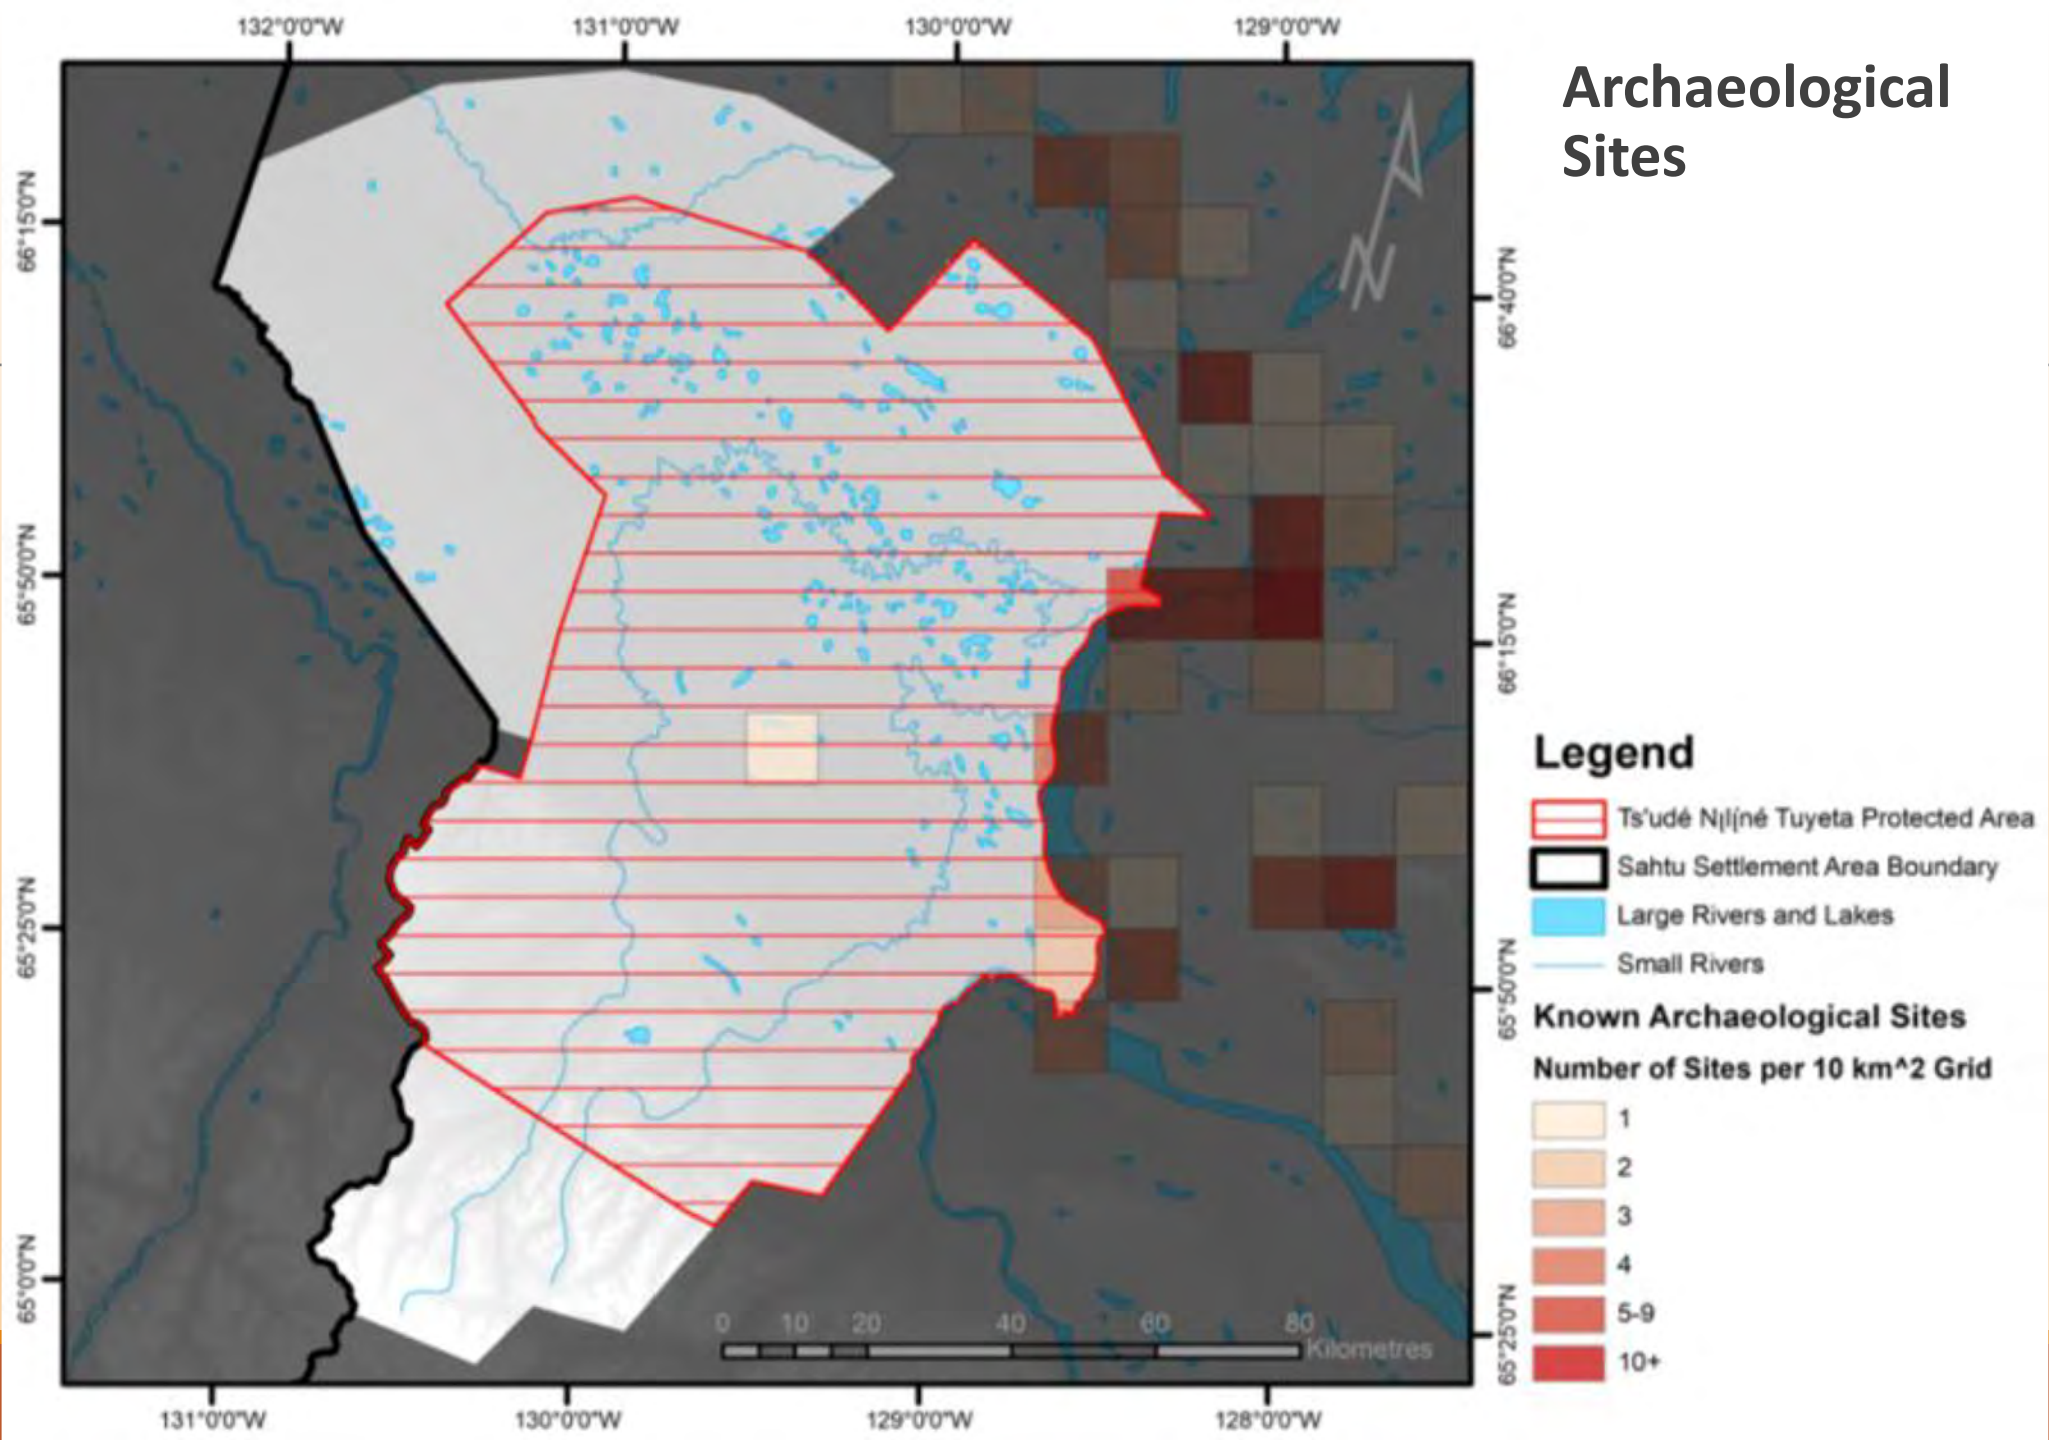 132°0'0"W
131°0'0"W
130°0'0"W
129°0'0"W
Archaeological
Sites
66°15'0"N
65°50'0"N
65°25'0"N
65°0'0"N
66°40'0"N
66°15'0"N
65°50'0"N
65°25'0"N
N
Legend
Ts'udé Nı̨lı̨́né Tuyeta Protected Area
Sahtu Settlement Area Boundary
Large Rivers and Lakes
Small Rivers
Known Archaeological Sites
Number of Sites per 10 km^2 Grid
1
2
3
4
5-9
10+
0 10 20 40 60 80
Kilometres
131°0'0"W
130°0'0"W
129°0'0"W
128°0'0"W